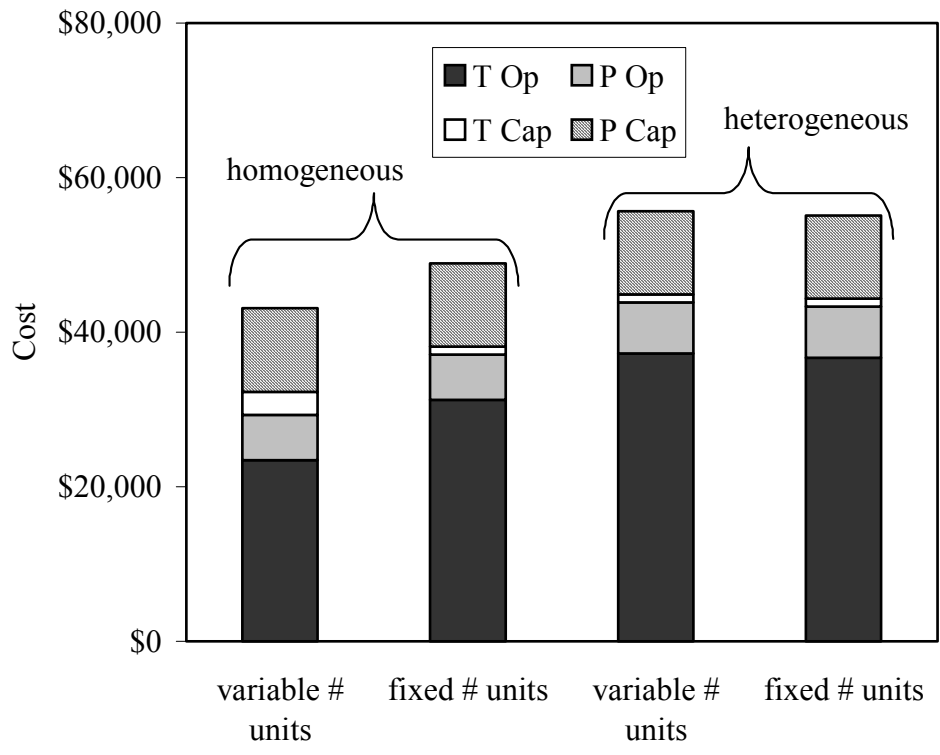 $80,000
T Op
P Op
T Cap
P Cap
heterogeneous
homogeneous
$60,000
$40,000
$20,000
$0
Cost
variable #
units
fixed # units
variable #
units
fixed # units